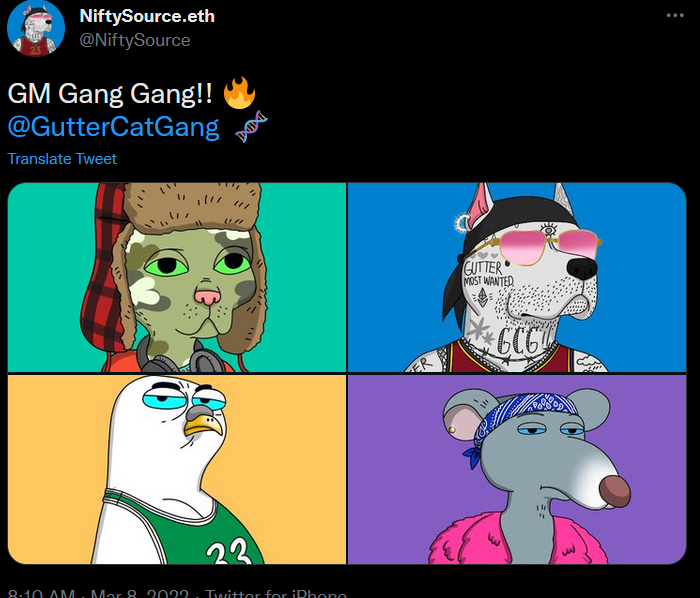 NiftySource.eth
@NiftySource
GM Gang Gang!! 🔥
@GutterCatGang 🧬
Translate Tweet
GUTTER
MOST WANTED
GCG!!
ER
33
8:10 AM · Mar 8, 2022 · Twitter for iPhone